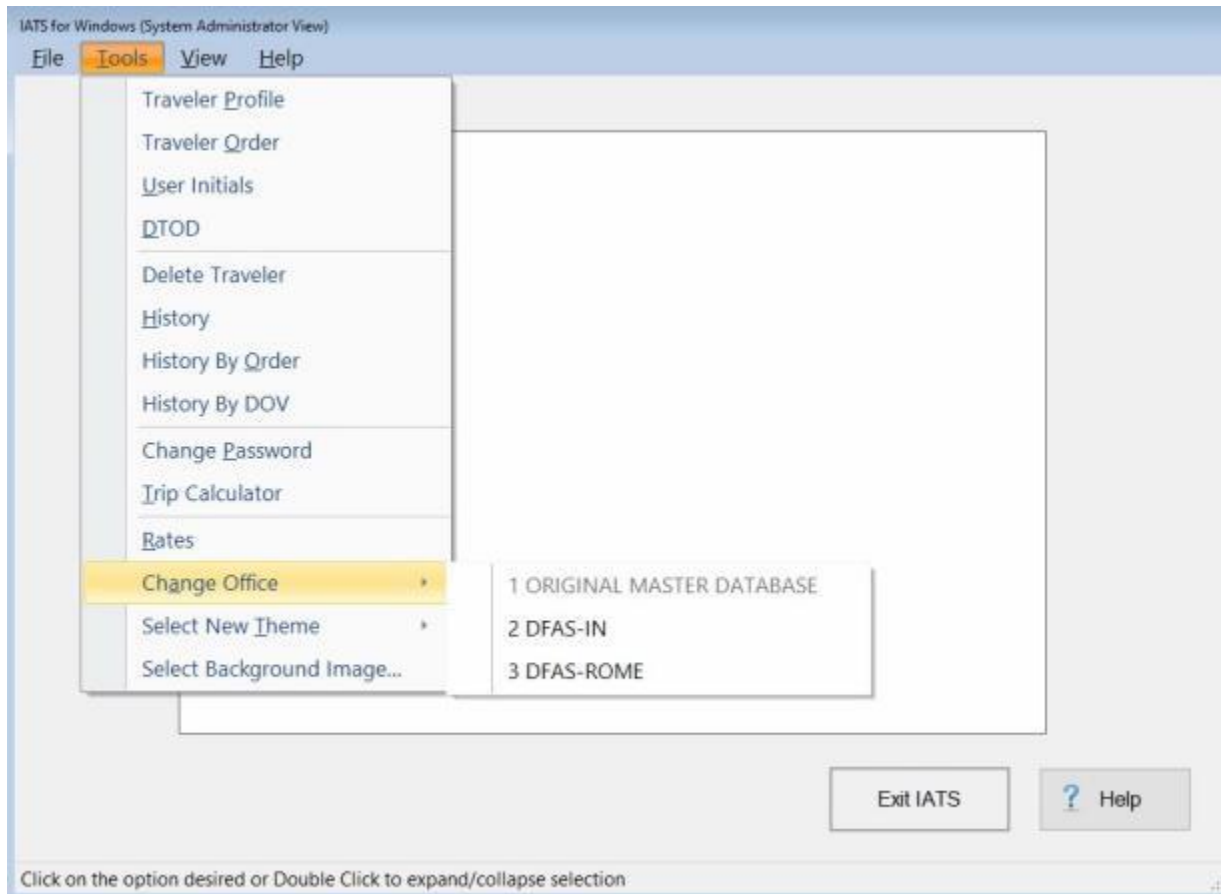 IATS for Windows (System Administrator View)
File Tools View Help
Traveler Profile
Traveler Order
User Initials
DTOD
Delete Traveler
History
History By Order
History By DOV
Change Password
Trip Calculator
Rates
Change Office
1 ORIGINAL MASTER DATABASE
Select New Theme
2 DFAS-IN
Select Background Image...
3 DFAS-ROME
Exit IATS
? Help
Click on the option desired or Double Click to expand/collapse selection